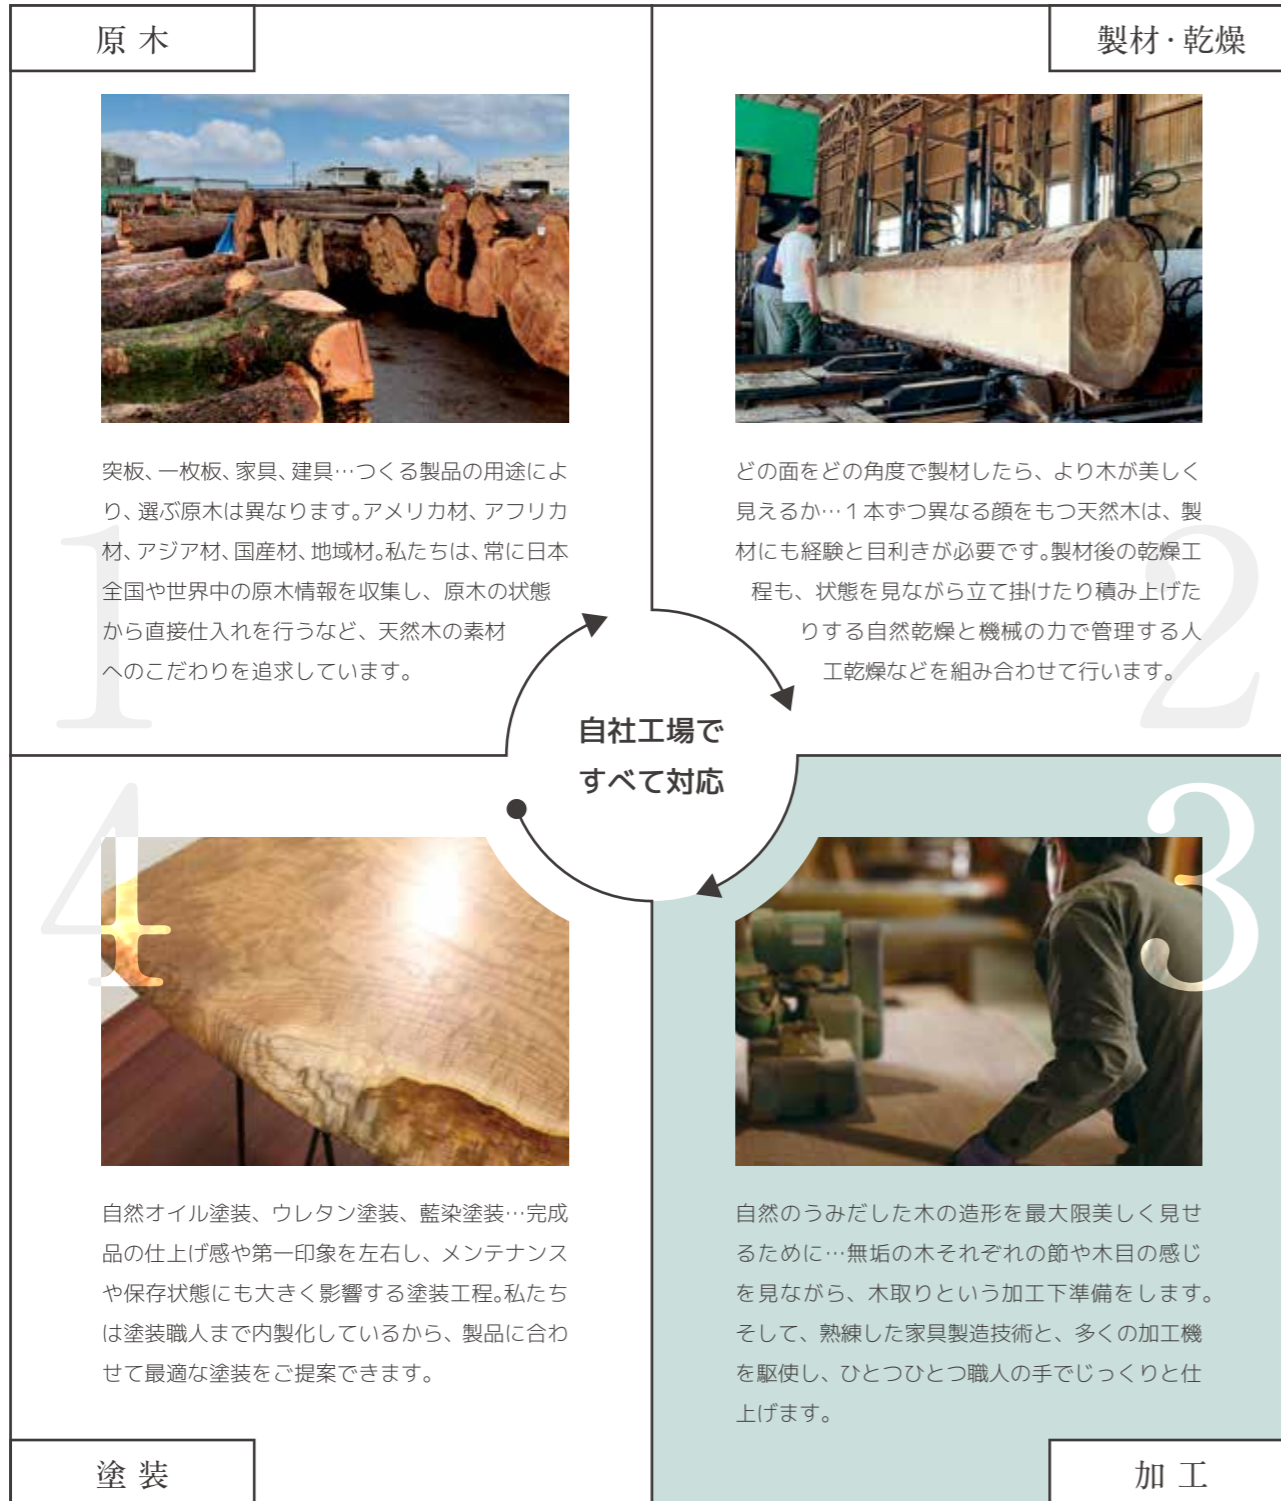 原木
1
突板、一枚板、家具、建具…つくる製品の用途によ
り、選ぶ原木は異なります。アメリカ材、アフリカ
材、アジア材、国産材、地域材。私たちは、常に日本
全国や世界中の原木情報を収集し、原木の状態
から直接仕入れを行うなど、天然木の素材
へのこだわりを追求しています。
製材・乾燥
2
どの面をどの角度で製材したら、より木が美しく
見えるか…1本ずつ異なる顔をもつ天然木は、製
材にも経験と目利きが必要です。製材後の乾燥工
程も、状態を見ながら立て掛けたり積み上げた
りする自然乾燥と機械の力で管理する人
工乾燥などを組み合わせて行います。
自社工場で
すべて対応
3
自然のうみだした木の造形を最大限美しく見せ
るために…無垢の木それぞれの節や木目の感じ
を見ながら、木取りという加工下準備をします。
そして、熟練した家具製造技術と、多くの加工機
を駆使し、ひとつひとつ職人の手でじっくりと仕
上げます。
加工
4
自然オイル塗装、ウレタン塗装、藍染塗装…完成
品の仕上げ感や第一印象を左右し、メンテナンス
や保存状態にも大きく影響する塗装工程。私たち
は塗装職人まで内製化しているから、製品に合わ
せて最適な塗装をご提案できます。
塗装